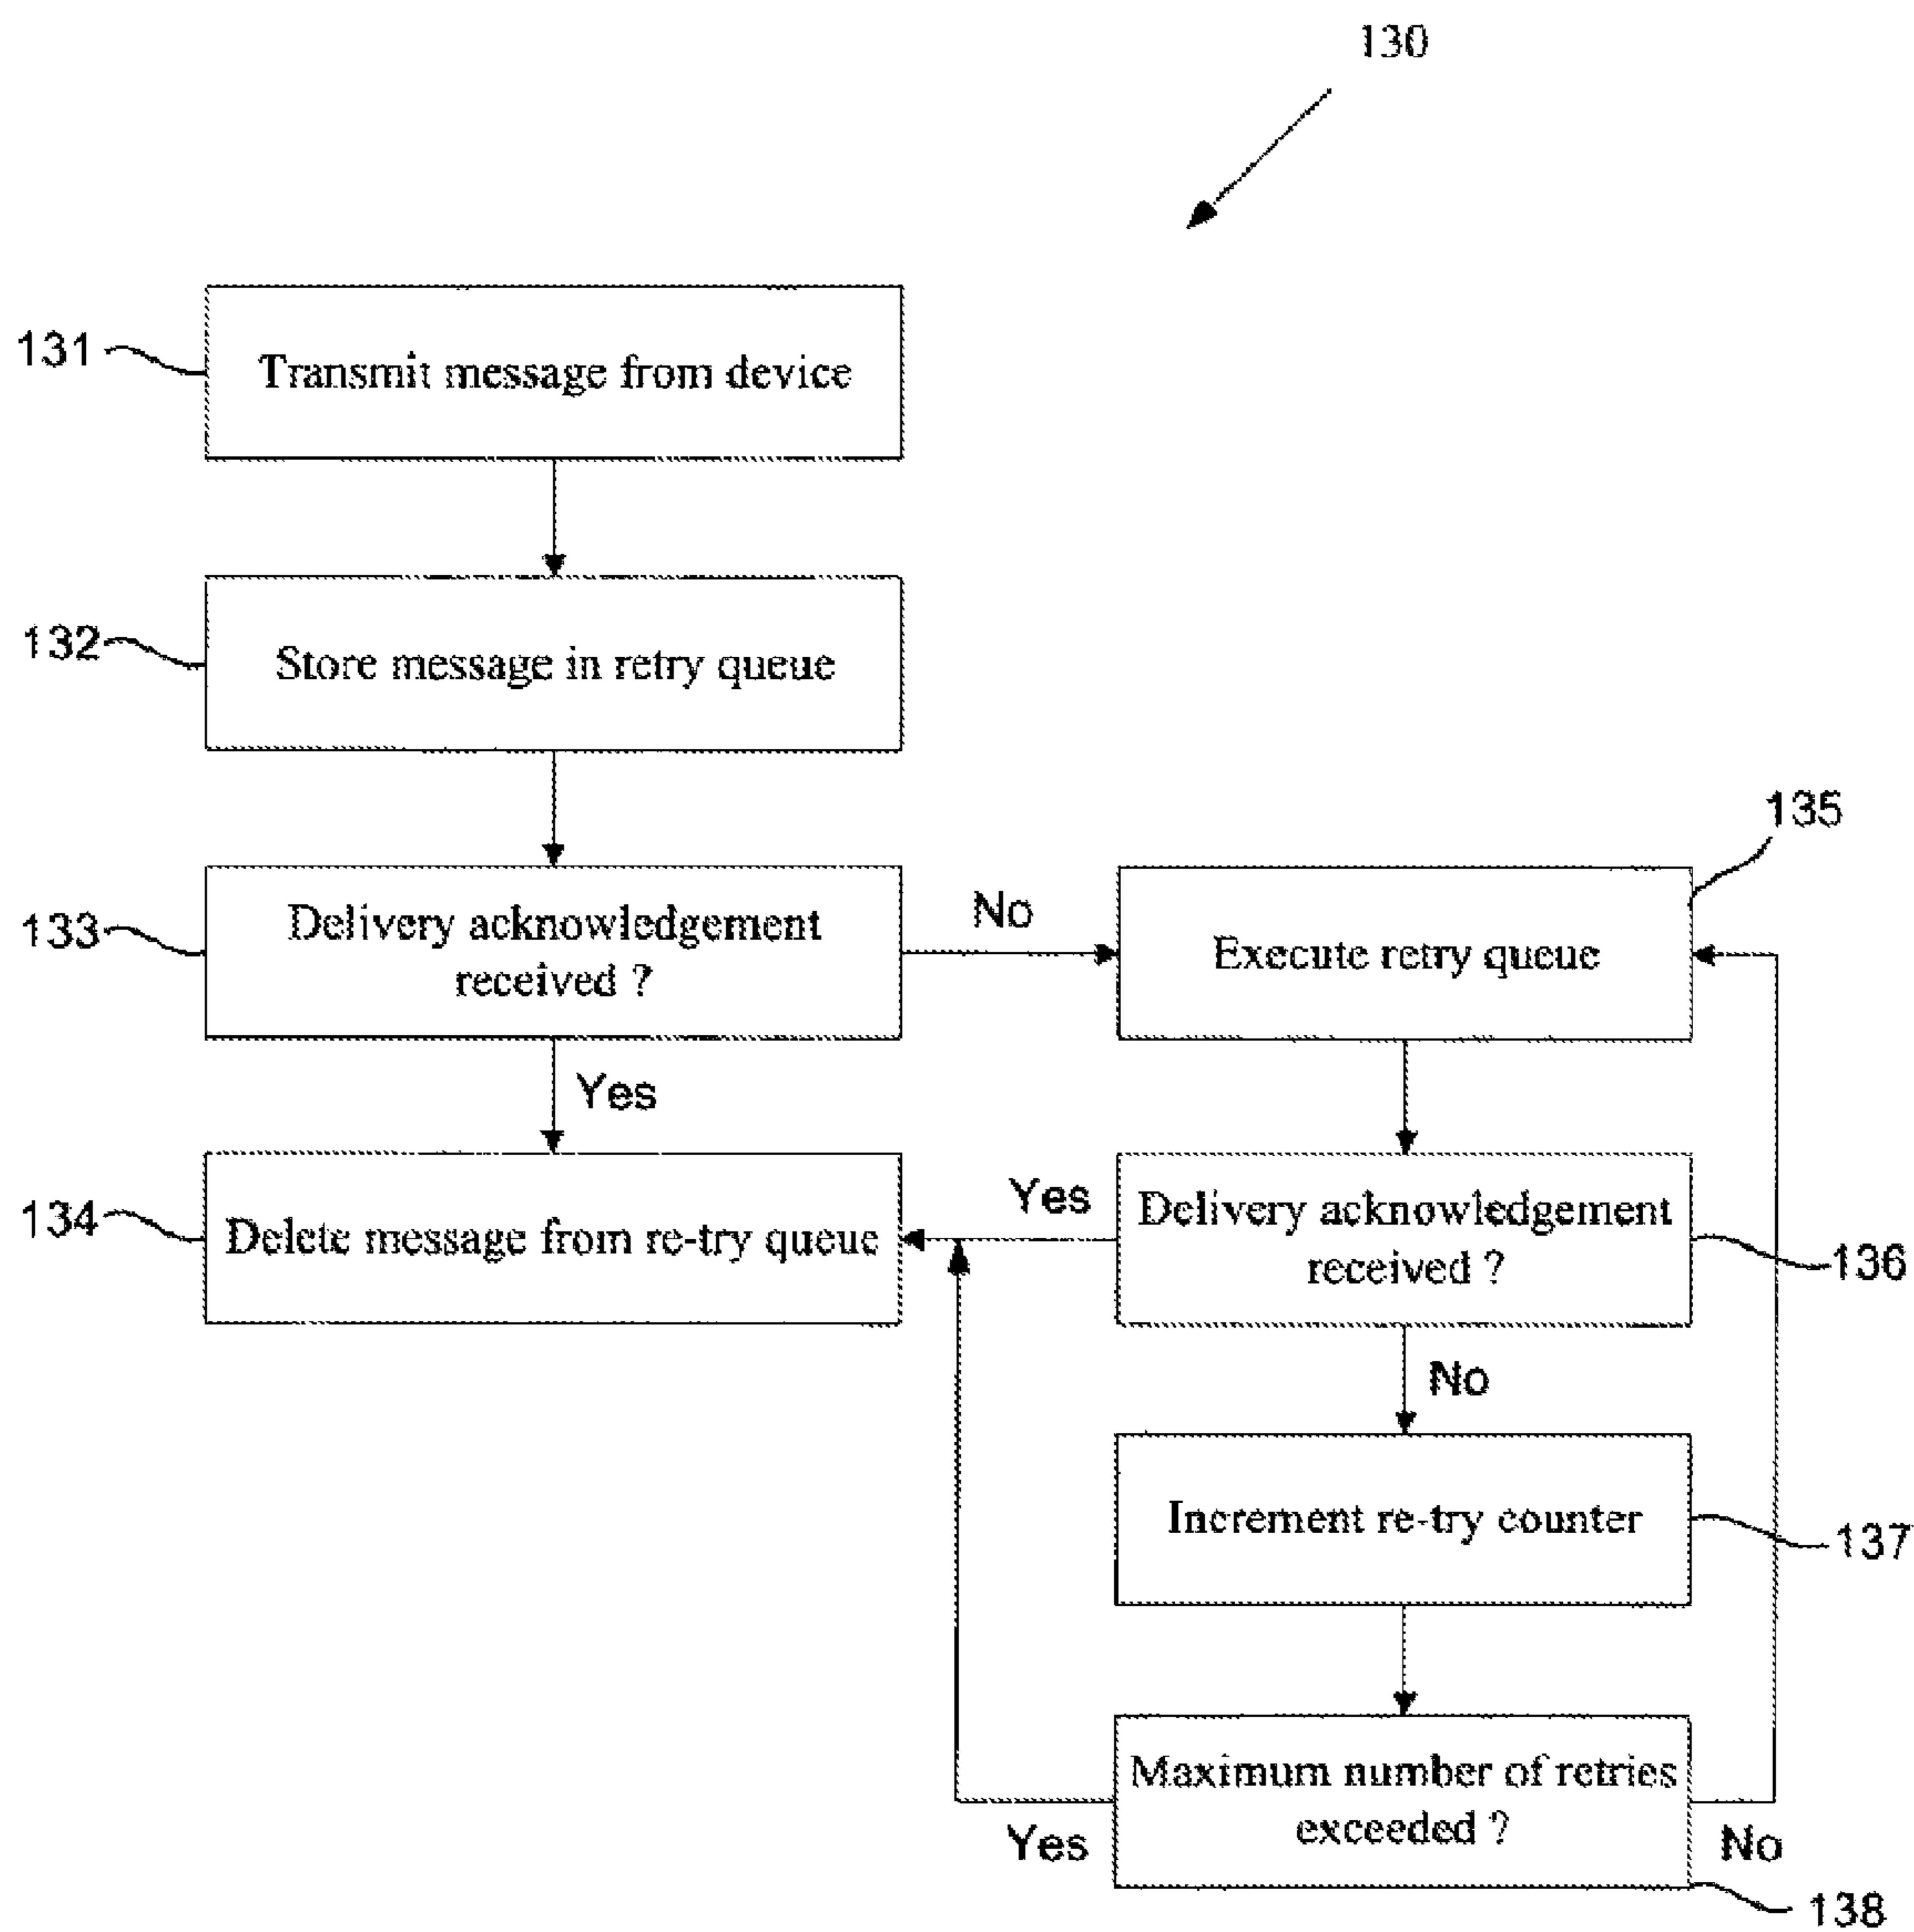 130
131
Transmit message from device
132
Store message in retry queue
133
Delivery acknowledgement
received ?
No
135
Execute retry queue
Yes
134
Delete message from re-try queue
Yes
Delivery acknowledgement
received ?
136
No
Increment re-try counter
137
Maximum number of retries
exceeded ?
Yes
No
138